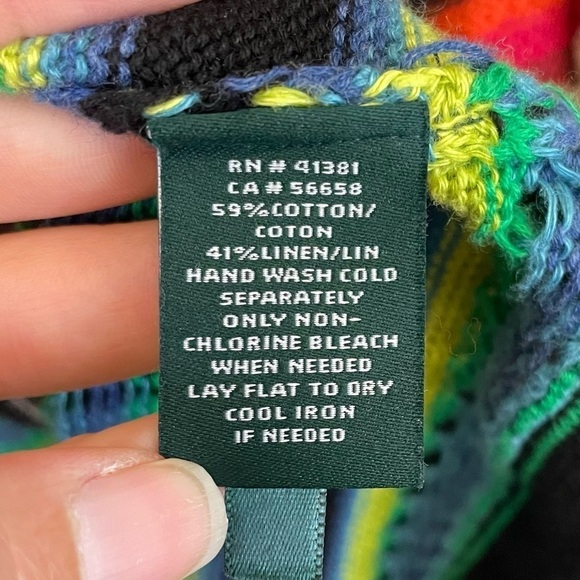 RN # 41381
CA # 56658
59%COTTON/
COTON
41%LINEN/LIN
HAND WASH COLD
SEPARATELY
ONLY NON-
CHLORINE BLEACH
WHEN NEEDED
LAY FLAT TO DRY
COOL IRON
IF NEEDED